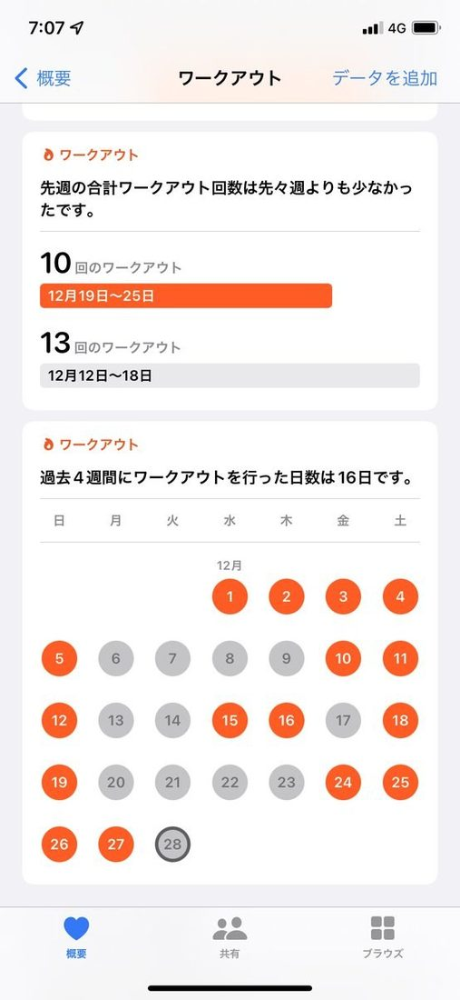 7:07 4G
概要 ワークアウト データを追加
ワークアウト
先週の合計ワークアウト回数は先々週よりも少なかっ
たです。
10 回のワークアウト
12月19日〜25日
13 回のワークアウト
12月12日〜18日
ワークアウト
過去4週間にワークアウトを行った日数は16日です。
日 月 火 水 木 金 土
12月
1 2 3 4
5 6 7 8 9 10 11
12 13 14 15 16 17 18
19 20 21 22 23 24 25
26 27 28
概要 共有 ブラウズ